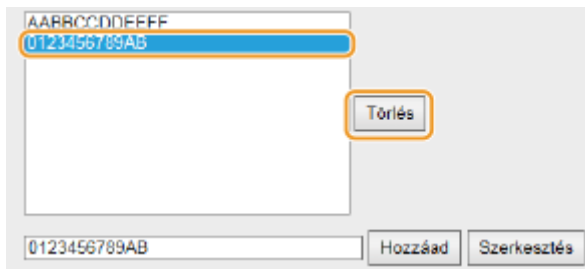 AABBCCDDEEFF
0123456789AB
Törlés
0123456789AB
Hozzáad
Szerkesztés